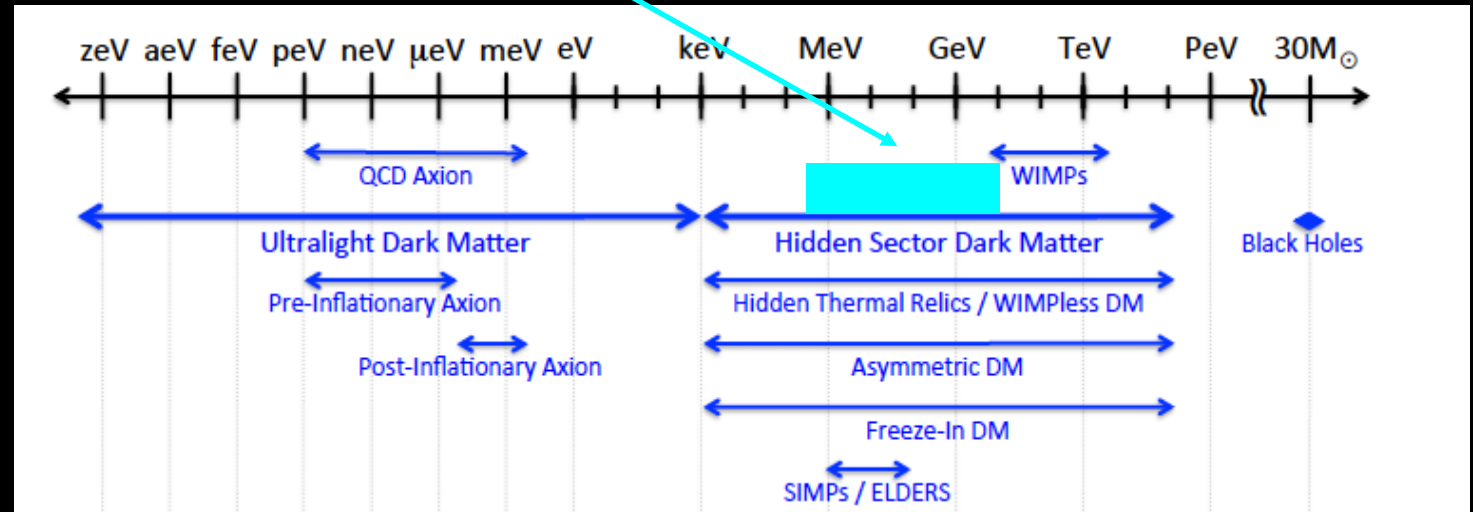 zeV aeV feV peV neV μeV meV eV keV MeV GeV TeV PeV 30M⊙
QCD Axion WIMPs
Ultralight Dark Matter Hidden Sector Dark Matter Black Holes
Pre-Inflationary Axion Hidden Thermal Relics / WIMPless DM
Post-Inflationary Axion Asymmetric DM
Freeze-In DM
SIMPs / ELDERS